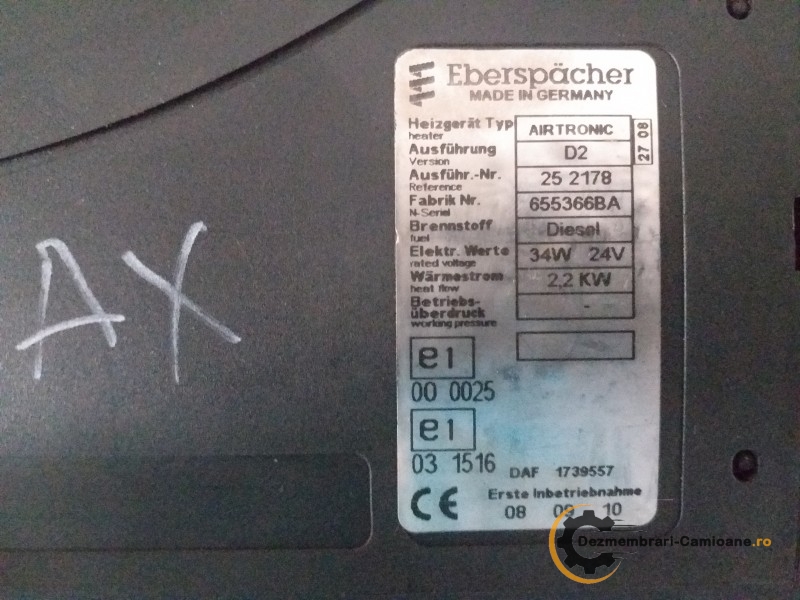 Eberspächer
MADE IN GERMANY
Heizgerät Typ AIRTRONIC
heater
27 08
Ausführung D2
Version
Ausführ.-Nr. 25 2178
Reference
Fabrik Nr. 655366BA
N-Seriel
Brennstoff Diesel
fuel
Elektr. Werte 34W 24V
rated voltage
Wärmestrom 2,2 KW
heat flow
Betriebs- -
überdruck
working pressure
e1
00 0025
e1
03 1516
DAF 1739557
CE
Erste Inbetriebnahme
08 09 10
AX
Dezmembrari-Camioane.ro